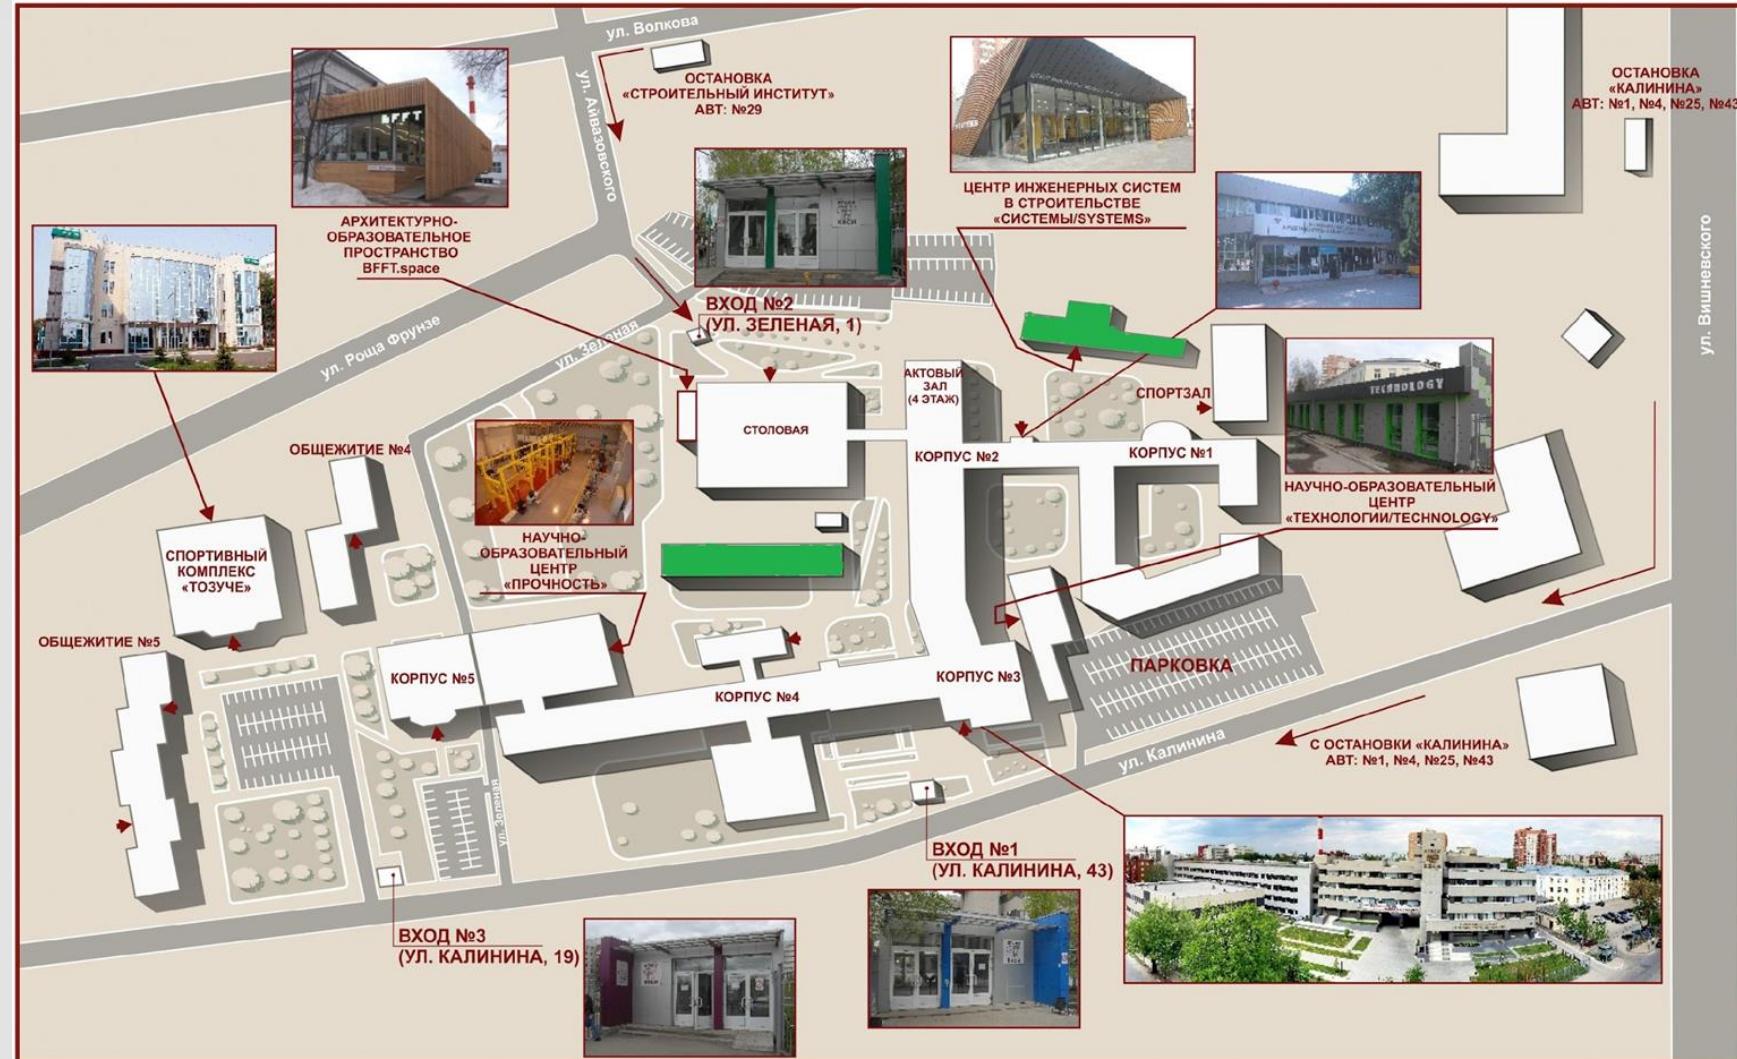 ул. Волкова
ОСТАНОВКА
«СТРОИТЕЛЬНЫЙ ИНСТИТУТ»
АВТ: №29
ул. Айвазовского
ОСТАНОВКА
«КАЛИНИНА»
АВТ: №1, №4, №25, №43
ЦЕНТР ИНЖЕНЕРНЫХ СИСТЕМ
В СТРОИТЕЛЬСТВЕ
«СИСТЕМЫ/SYSTEMS»
АРХИТЕКТУРНО-
ОБРАЗОВАТЕЛЬНОЕ
ПРОСТРАНСТВО
BFFT.space
ул. Вишневского
ВХОД №2
(УЛ. ЗЕЛЕНАЯ, 1)
ул. Роща Фрунзе
ул. Зеленая
АКТОВЫЙ
ЗАЛ
(4 ЭТАЖ)
СПОРТЗАЛ
TECHNOLOGY
СТОЛОВАЯ
ОБЩЕЖИТИЕ №4
КОРПУС №2
КОРПУС №1
НАУЧНО-ОБРАЗОВАТЕЛЬНЫЙ
ЦЕНТР
«ТЕХНОЛОГИИ/TECHNOLOGY»
НАУЧНО-
ОБРАЗОВАТЕЛЬНЫЙ
ЦЕНТР
«ПРОЧНОСТЬ»
СПОРТИВНЫЙ
КОМПЛЕКС
«ТОЗУЧЕ»
ОБЩЕЖИТИЕ №5
КОРПУС №5
КОРПУС №4
КОРПУС №3
ПАРКОВКА
ул. Калинина
С ОСТАНОВКИ «КАЛИНИНА»
АВТ: №1, №4, №25, №43
ул. Зеленая
ВХОД №1
(УЛ. КАЛИНИНА, 43)
ВХОД №3
(УЛ. КАЛИНИНА, 19)